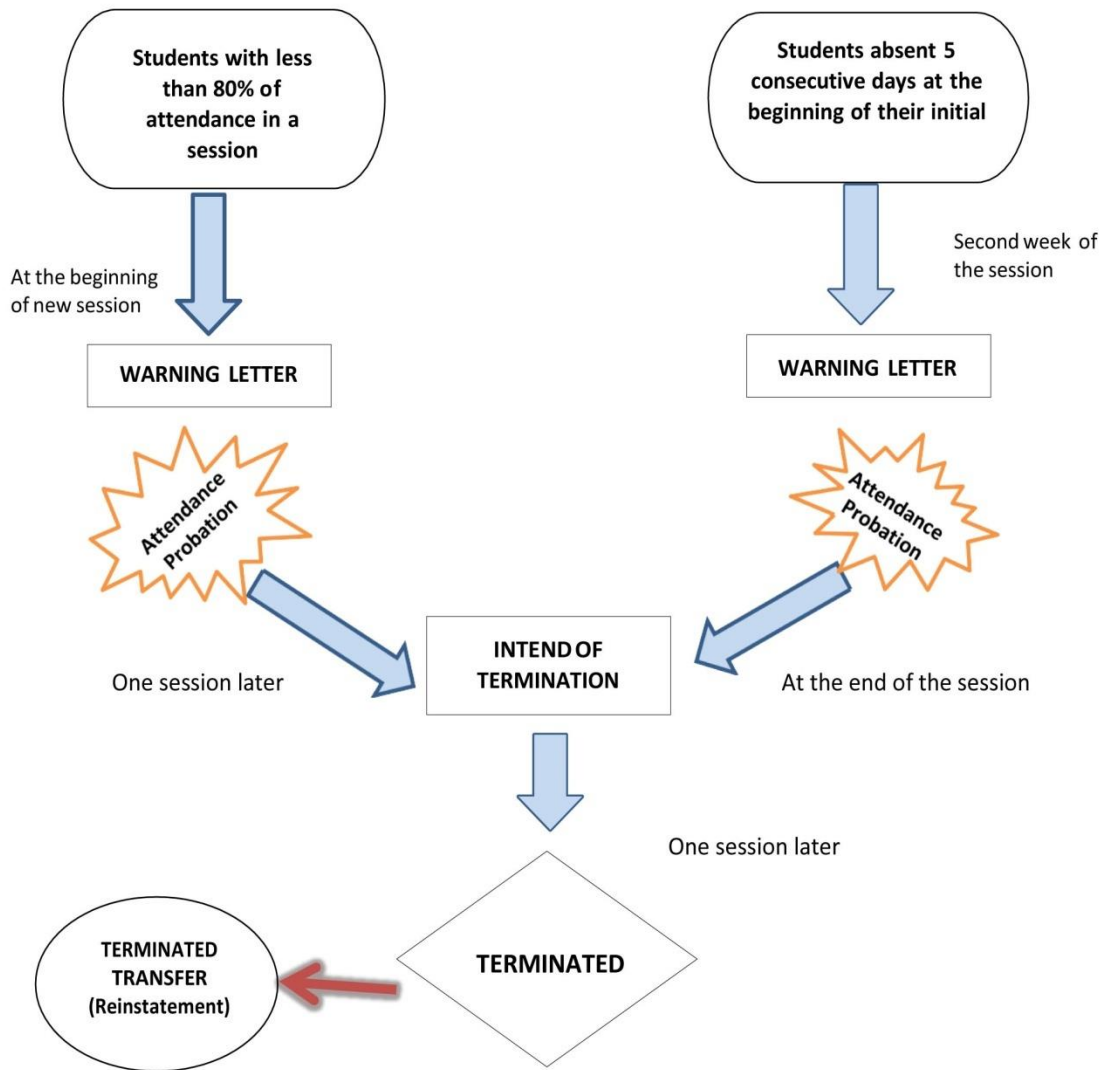 Students with less
than 80% of
attendance in a
session
Students absent 5
consecutive days at the
beginning of their initial
At the beginning
of new session
Second week of
the session
WARNING LETTER
WARNING LETTER
Attendance
Probation
Attendance
Probation
One session later
INTEND OF
TERMINATION
At the end of the session
One session later
TERMINATED
TERMINATED
TRANSFER
(Reinstatement)